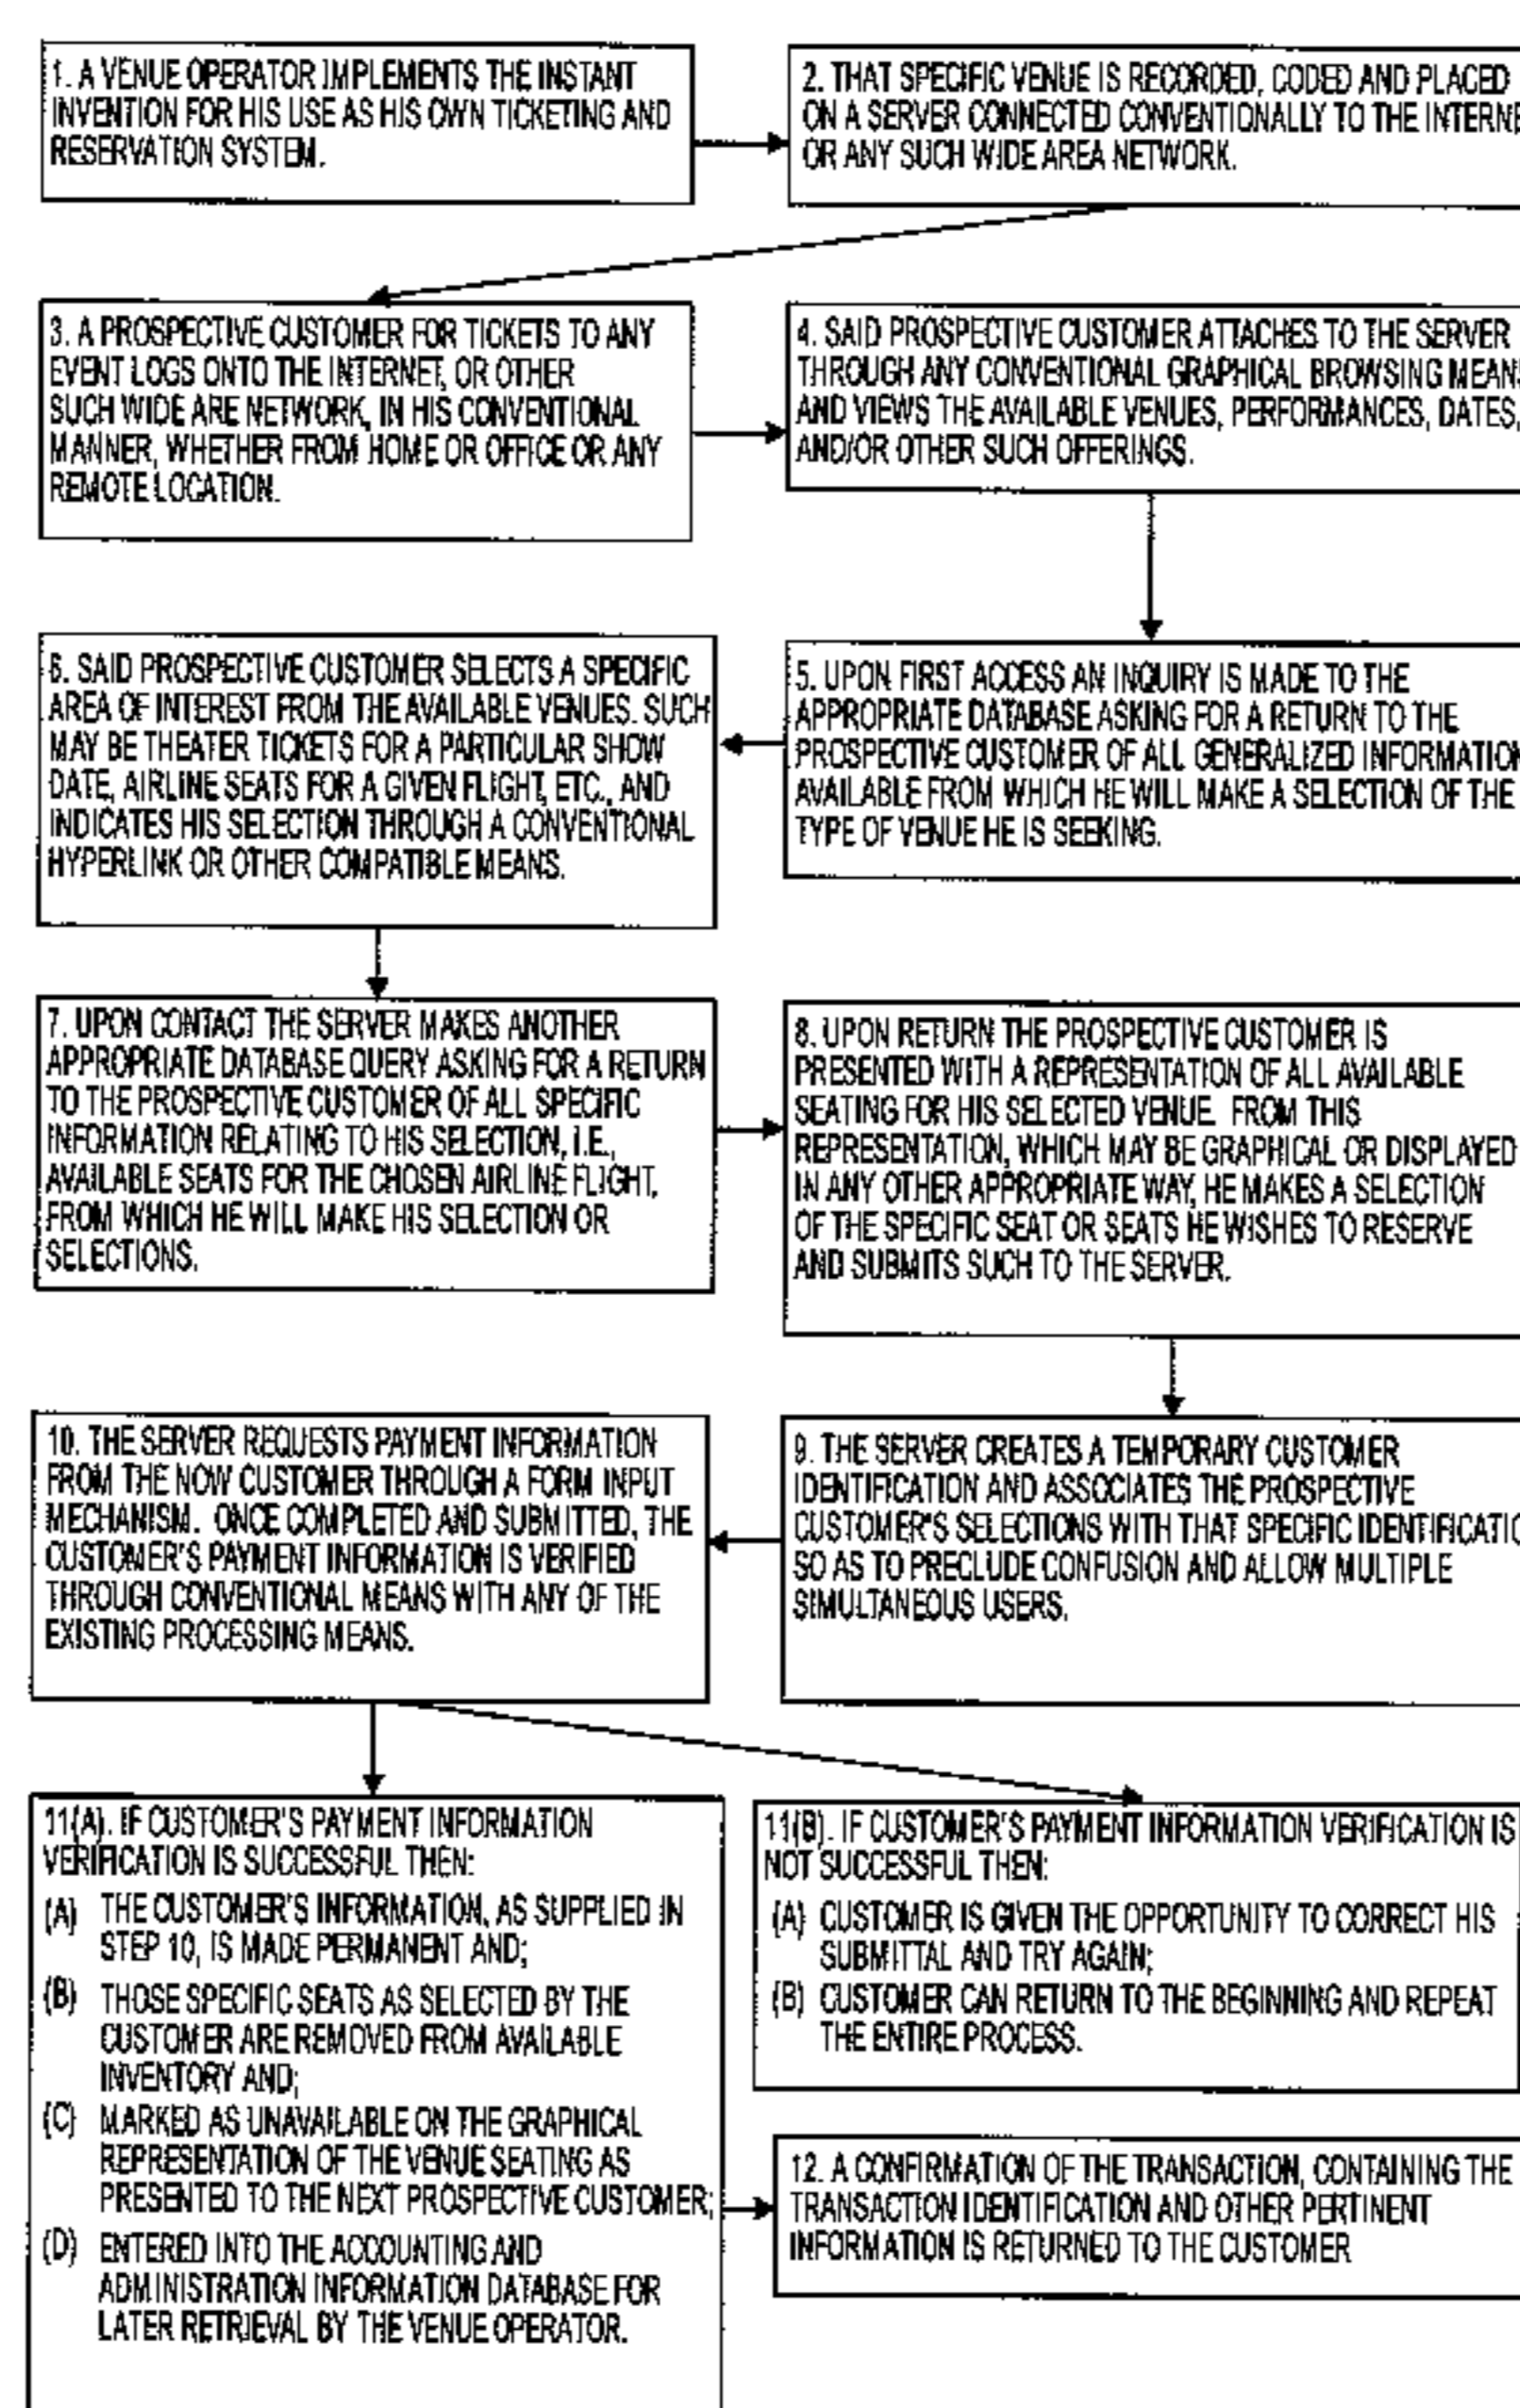 1. A VENUE OPERATOR IMPLEMENTS THE INSTANT
INVENTION FOR HIS USE AS HIS OWN TICKETING AND
RESERVATION SYSTEM.
2. THAT SPECIFIC VENUE IS RECORDED, CODED AND PLACED
ON A SERVER CONNECTED CONVENTIONALLY TO THE INTERNE
OR ANY SUCH WIDE AREA NETWORK.
3. A PROSPECTIVE CUSTOMER FOR TICKETS TO ANY
EVENT LOGS ONTO THE INTERNET, OR OTHER
SUCH WIDE ARE NETWORK, IN HIS CONVENTIONAL
MANNER, WHETHER FROM HOME OR OFFICE OR ANY
REMOTE LOCATION.
4. SAID PROSPECTIVE CUSTOMER ATTACHES TO THE SERVER
THROUGH ANY CONVENTIONAL GRAPHICAL BROWSING MEANS
AND VIEWS THE AVAILABLE VENUES, PERFORMANCES, DATES,
AND/OR OTHER SUCH OFFERINGS.
5. UPON FIRST ACCESS AN INQUIRY IS MADE TO THE
APPROPRIATE DATABASE ASKING FOR A RETURN TO THE
PROSPECTIVE CUSTOMER OF ALL GENERALIZED INFORMATION
AVAILABLE FROM WHICH HE WILL MAKE A SELECTION OF THE
TYPE OF VENUE HE IS SEEKING.
6. SAID PROSPECTIVE CUSTOMER SELECTS A SPECIFIC
AREA OF INTEREST FROM THE AVAILABLE VENUES. SUCH
MAY BE THEATER TICKETS FOR A PARTICULAR SHOW
DATE, AIRLINE SEATS FOR A GIVEN FLIGHT, ETC., AND
INDICATES HIS SELECTION THROUGH A CONVENTIONAL
HYPERLINK OR OTHER COMPATIBLE MEANS.
7. UPON CONTACT THE SERVER MAKES ANOTHER
APPROPRIATE DATABASE QUERY ASKING FOR A RETURN
TO THE PROSPECTIVE CUSTOMER OF ALL SPECIFIC
INFORMATION RELATING TO HIS SELECTION, I.E.,
AVAILABLE SEATS FOR THE CHOSEN AIRLINE FLIGHT,
FROM WHICH HE WILL MAKE HIS SELECTION OR
SELECTIONS.
8. UPON RETURN THE PROSPECTIVE CUSTOMER IS
PRESENTED WITH A REPRESENTATION OF ALL AVAILABLE
SEATING FOR HIS SELECTED VENUE. FROM THIS
REPRESENTATION, WHICH MAY BE GRAPHICAL OR DISPLAYED
IN ANY OTHER APPROPRIATE WAY, HE MAKES A SELECTION
OF THE SPECIFIC SEAT OR SEATS HE WISHES TO RESERVE
AND SUBMITS SUCH TO THE SERVER.
9. THE SERVER CREATES A TEMPORARY CUSTOMER
IDENTIFICATION AND ASSOCIATES THE PROSPECTIVE
CUSTOMER'S SELECTIONS WITH THAT SPECIFIC IDENTIFICATIO
SO AS TO PRECLUDE CONFUSION AND ALLOW MULTIPLE
SIMULTANEOUS USERS.
10. THE SERVER REQUESTS PAYMENT INFORMATION
FROM THE NOW CUSTOMER THROUGH A FORM INPUT
MECHANISM. ONCE COMPLETED AND SUBMITTED, THE
CUSTOMER'S PAYMENT INFORMATION IS VERIFIED
THROUGH CONVENTIONAL MEANS WITH ANY OF THE
EXISTING PROCESSING MEANS.
11(A). IF CUSTOMER'S PAYMENT INFORMATION
VERIFICATION IS SUCCESSFUL THEN:
(A) THE CUSTOMER'S INFORMATION, AS SUPPLIED IN
STEP 10, IS MADE PERMANENT AND;
(B) THOSE SPECIFIC SEATS AS SELECTED BY THE
CUSTOMER ARE REMOVED FROM AVAILABLE
INVENTORY AND;
(C) MARKED AS UNAVAILABLE ON THE GRAPHICAL
REPRESENTATION OF THE VENUE SEATING AS
PRESENTED TO THE NEXT PROSPECTIVE CUSTOMER;
(D) ENTERED INTO THE ACCOUNTING AND
ADMINISTRATION INFORMATION DATABASE FOR
LATER RETRIEVAL BY THE VENUE OPERATOR.
11(B). IF CUSTOMER'S PAYMENT INFORMATION VERIFICATION IS
NOT SUCCESSFUL THEN:
(A) CUSTOMER IS GIVEN THE OPPORTUNITY TO CORRECT HIS
SUBMITTAL AND TRY AGAIN;
(B) CUSTOMER CAN RETURN TO THE BEGINNING AND REPEAT
THE ENTIRE PROCESS.
12. A CONFIRMATION OF THE TRANSACTION, CONTAINING THE
TRANSACTION IDENTIFICATION AND OTHER PERTINENT
INFORMATION IS RETURNED TO THE CUSTOMER